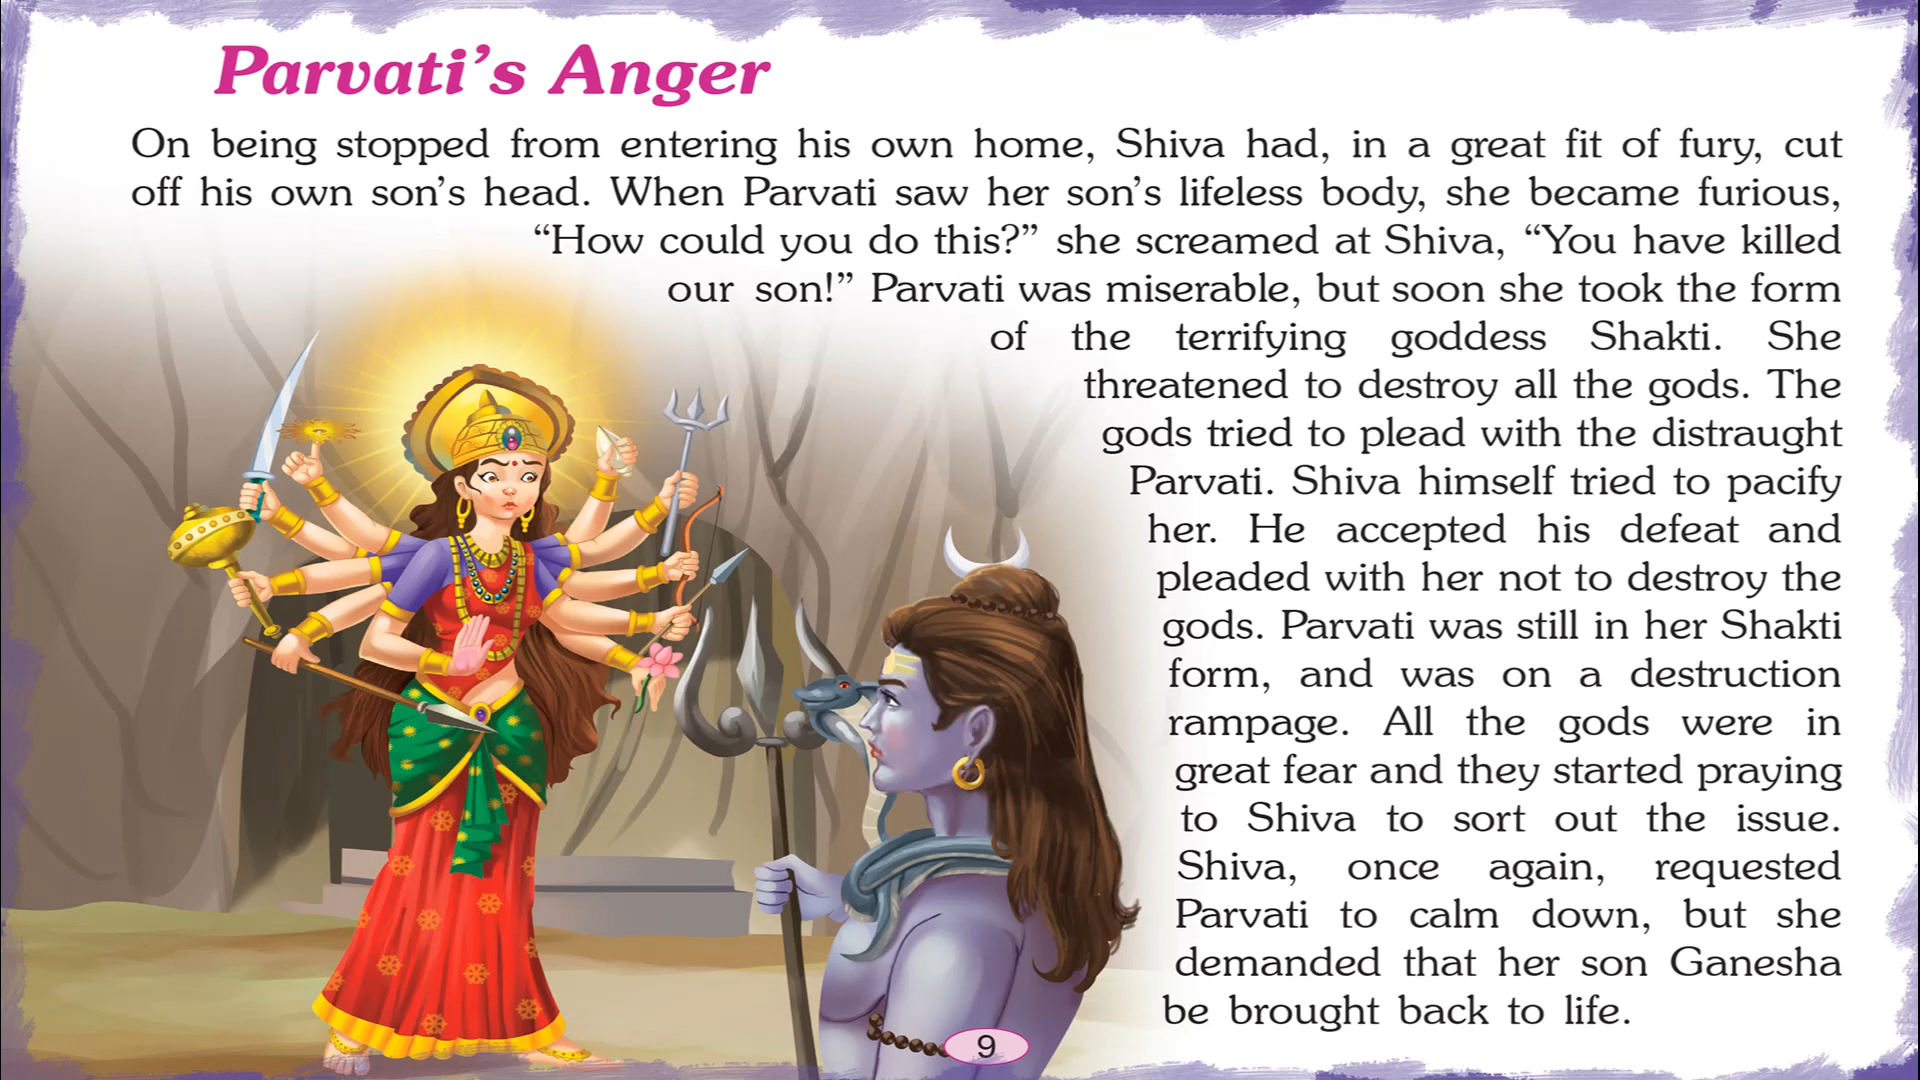 Parvati’s Anger
On being stopped from entering his own home, Shiva had, in a great fit of fury, cut
off his own son’s head. When Parvati saw her son’s lifeless body, she became furious,
“How could you do this?” she screamed at Shiva, “You have killed
our son!” Parvati was miserable, but soon she took the form
of the terrifying goddess Shakti. She
threatened to destroy all the gods. The
gods tried to plead with the distraught
Parvati. Shiva himself tried to pacify
her. He accepted his defeat and
pleaded with her not to destroy the
gods. Parvati was still in her Shakti
form, and was on a destruction
rampage. All the gods were in
great fear and they started praying
to Shiva to sort out the issue.
Shiva, once again, requested
Parvati to calm down, but she
demanded that her son Ganesha
be brought back to life.
9